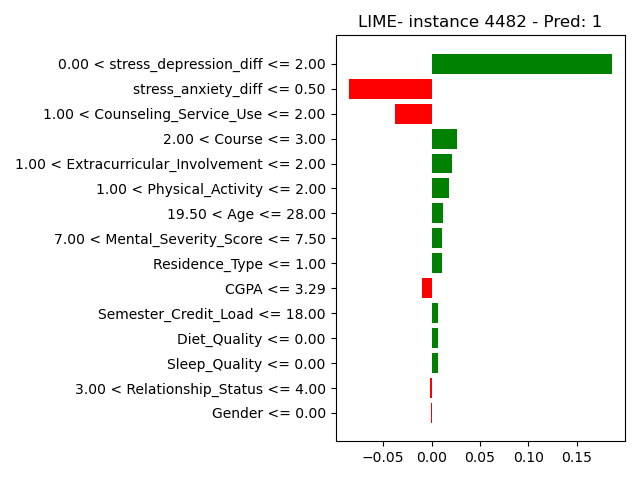 LIME- instance 4482 - Pred: 1
0.00 < stress_depression_diff <= 2.00
stress_anxiety_diff <= 0.50
1.00 < Counseling_Service_Use <= 2.00
2.00 < Course <= 3.00
1.00 < Extracurricular_Involvement <= 2.00
1.00 < Physical_Activity <= 2.00
19.50 < Age <= 28.00
7.00 < Mental_Severity_Score <= 7.50
Residence_Type <= 1.00
CGPA <= 3.29
Semester_Credit_Load <= 18.00
Diet_Quality <= 0.00
Sleep_Quality <= 0.00
3.00 < Relationship_Status <= 4.00
Gender <= 0.00
−0.05 0.00 0.05 0.10 0.15